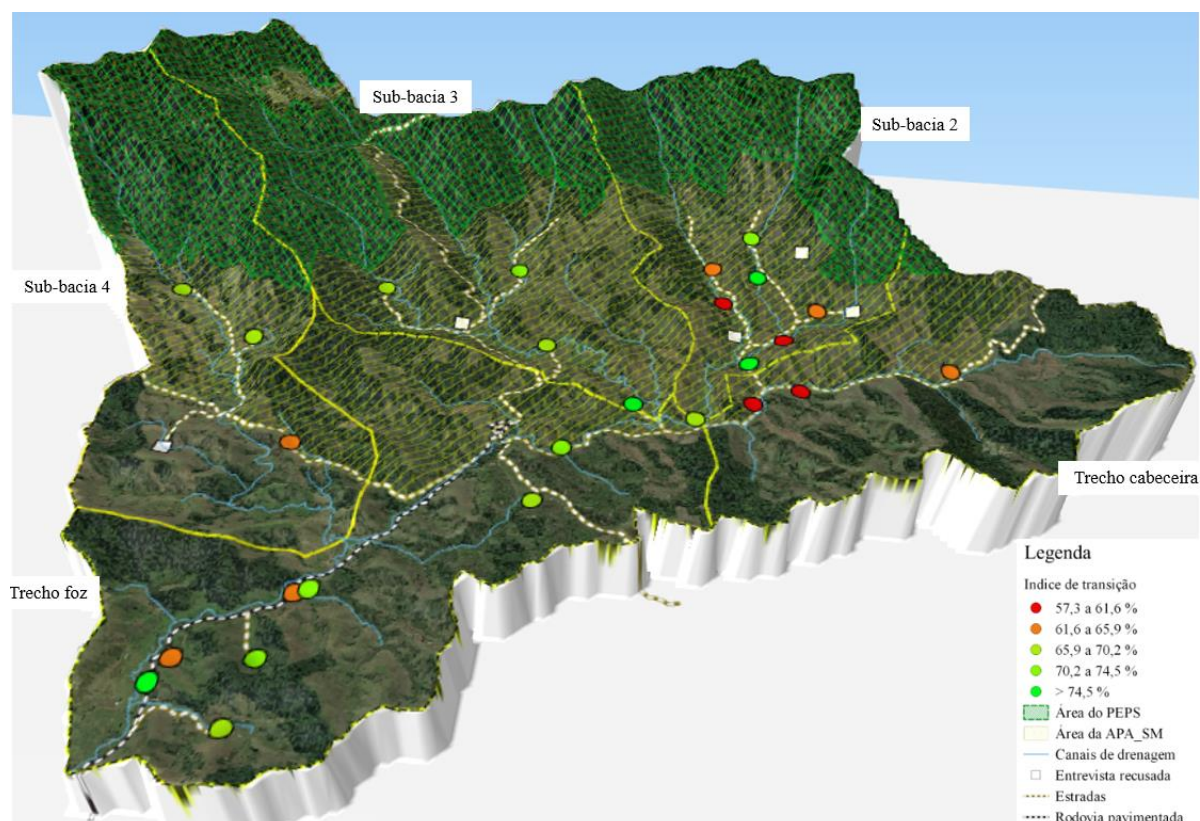 Sub-bacia 3
Sub-bacia 2
Sub-bacia 4
Trecho cabeceira
Trecho foz
Legenda
Indice de transição
57,3 a 61,6 %
61,6 a 65,9 %
65,9 a 70,2 %
70,2 a 74,5 %
> 74,5 %
Área do PEPS
Área da APA_SM
Canais de drenagem
Entrevista recusada
Estradas
Rodovia pavimentada